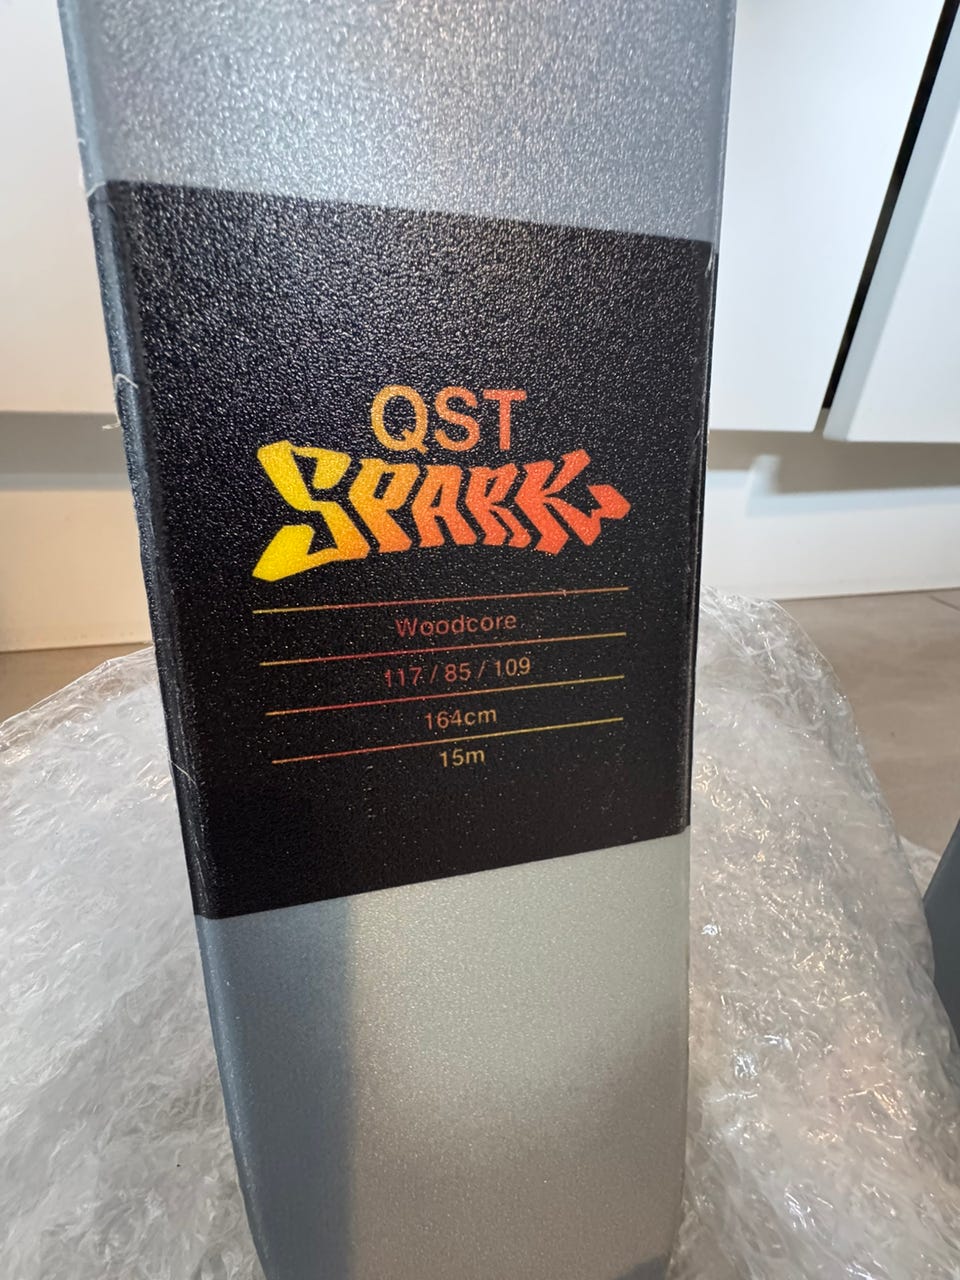 QST
SPARK
Woodcore
117 / 85 / 109
164cm
15m